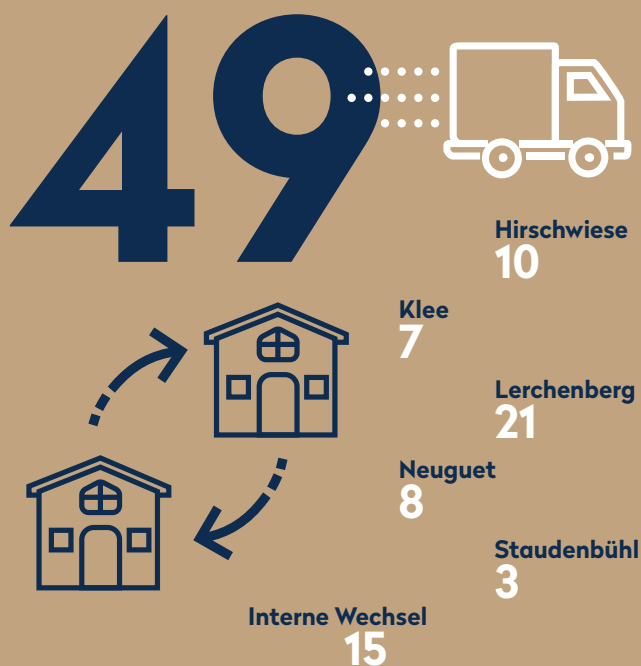 49
Hirschwiese
10
Klee
7
Lerchenberg
21
Neuguet
8
Staudenbühl
3
Interne Wechsel
15